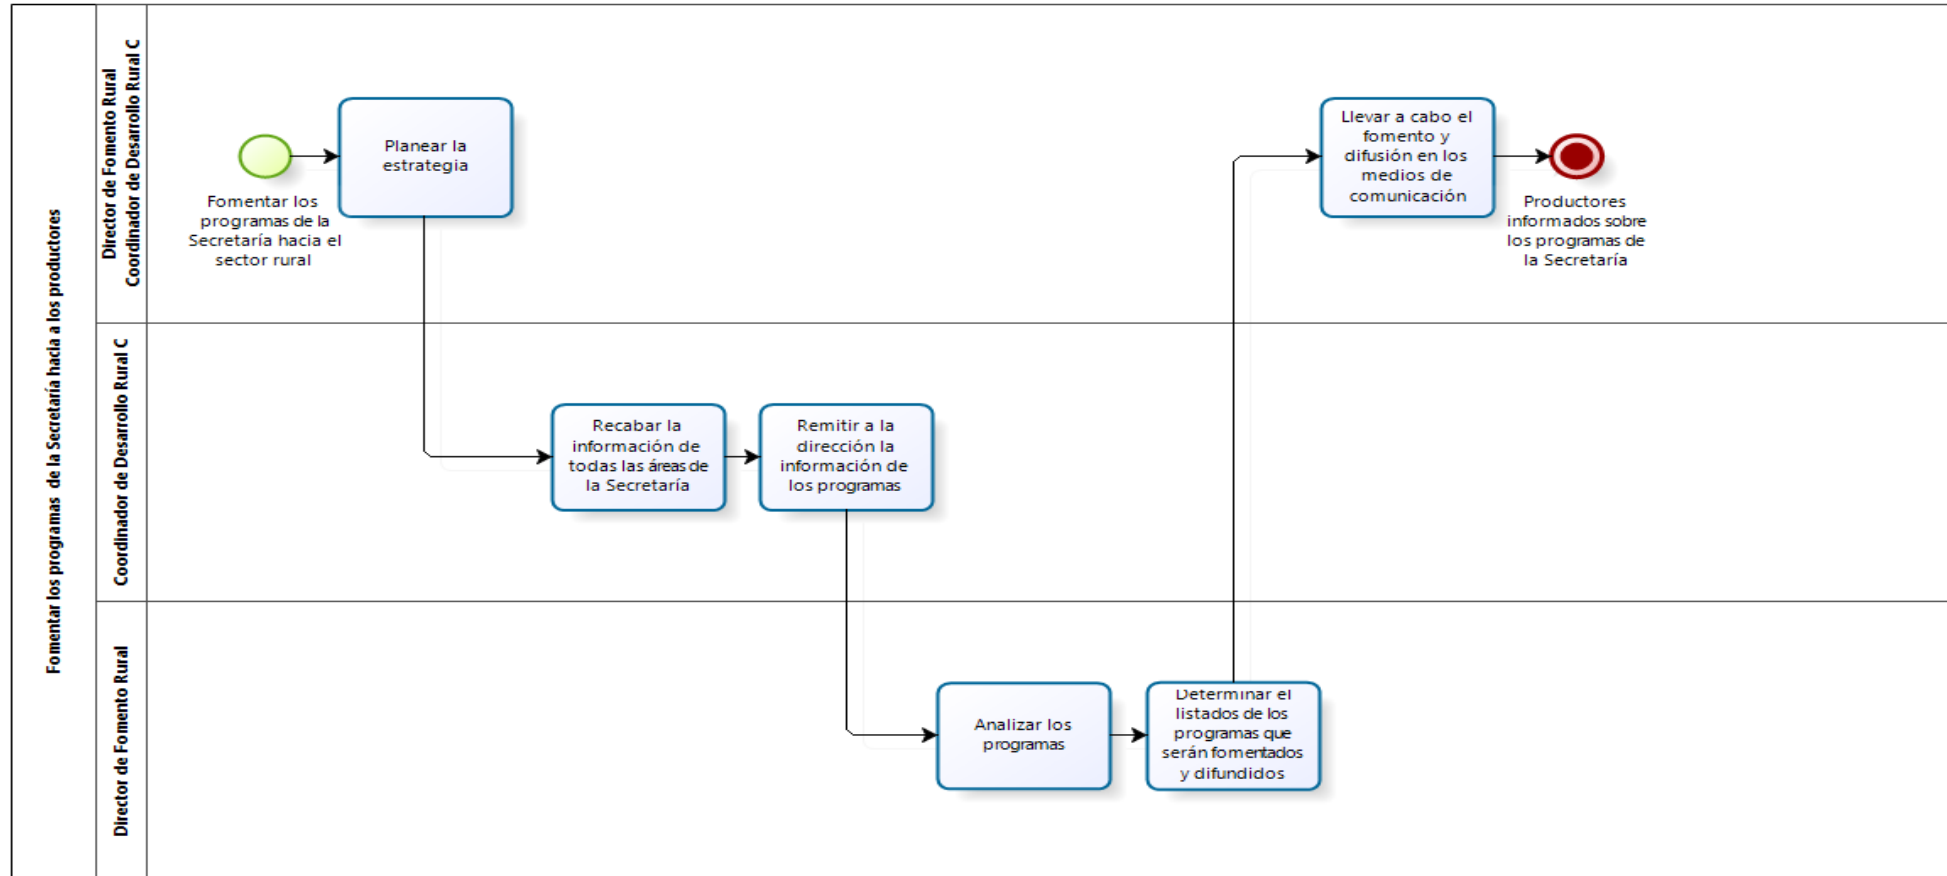 Fomentar los programas de la Secretaría hacia a los productores
Director de Fomento Rural
Coordinador de Desarrollo Rural C
Fomentar los
programas de la
Secretaría hacia el
sector rural
Planear la
estrategia
Llevar a cabo el
fomento y
difusión en los
medios de
comunicación
Productores
informados sobre
los programas de
la Secretaría
Coordinador de Desarrollo Rural C
Recabar la
información de
todas las áreas de
la Secretaría
Remitir a la
dirección la
información de
los programas
Director de Fomento Rural
Analizar los
programas
Determinar el
listados de los
programas que
serán fomentados
y difundidos